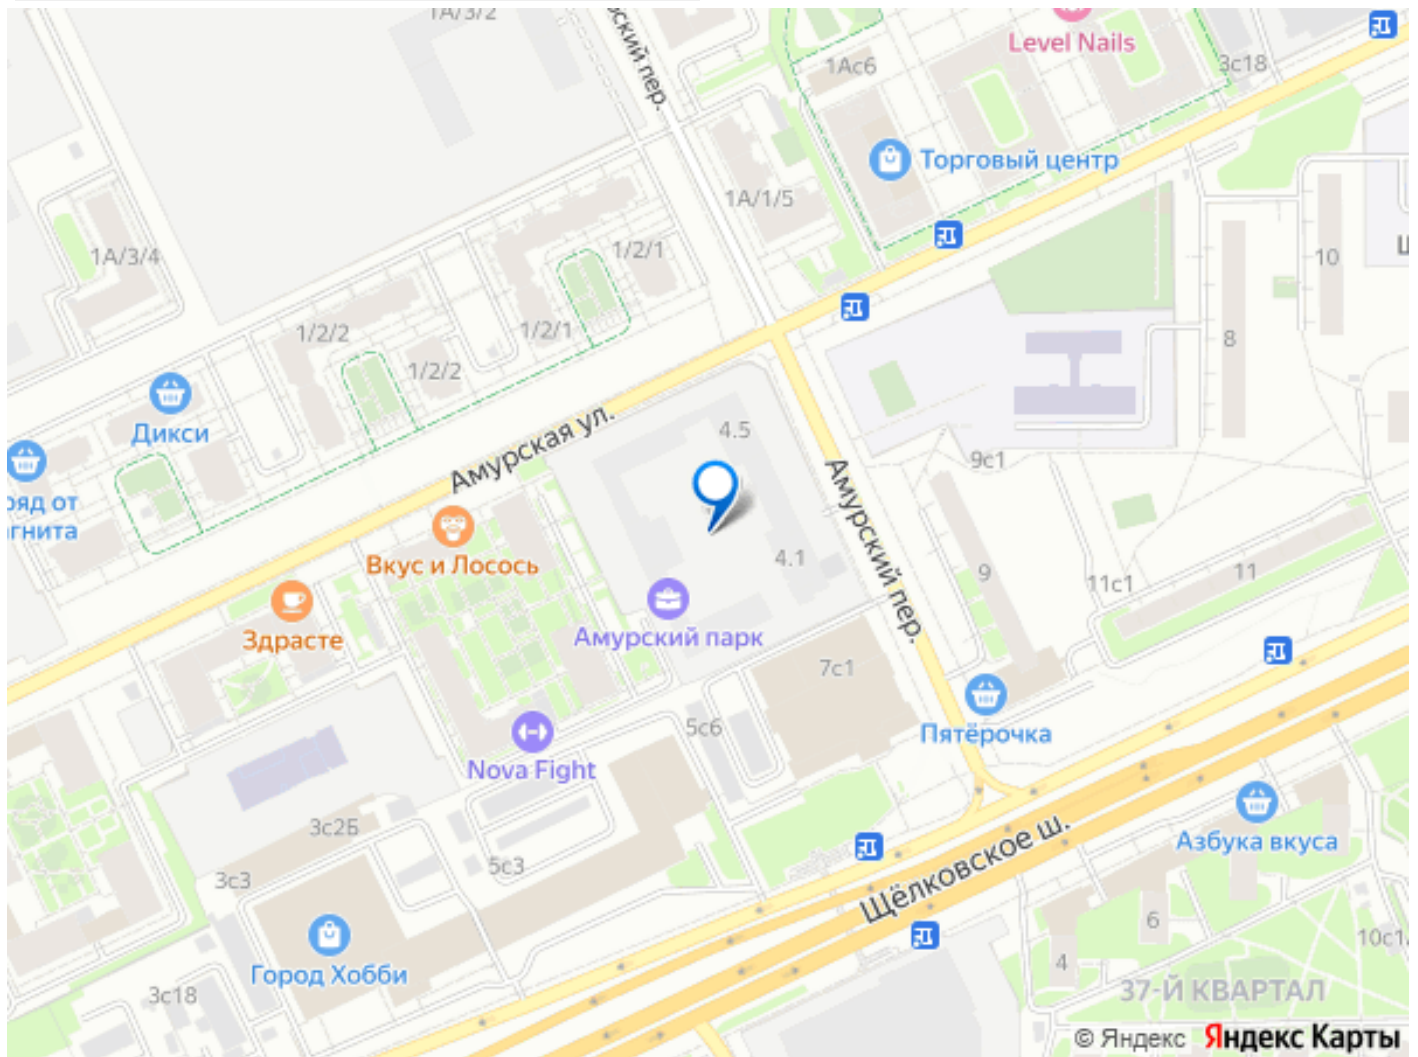 1А/3/2
Level Nails
1Ас6
3с18
Торговый центр
1А/1/5
1А/3/4
1/2/1
10
1/2/2
1/2/1
8
1/2/2
Дикси
4.5
Амурская ул.
9с1
Вкус и Лосось
Амурский пер.
4.1
9
11с1
11
Здрасте
Амурский парк
7с1
5с6
Пятёрочка
Nova Fight
3с2Б
Азбука вкуса
5с3
3с3
Щёлковское ш.
6
Город Хобби
4
3с18
37-Й КВАРТАЛ
© Яндекс Яндекс Карты